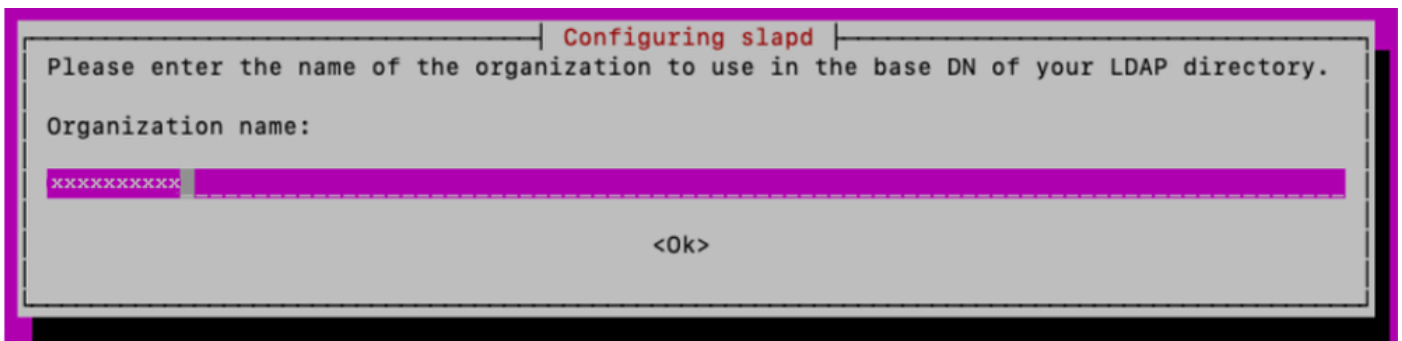 Configuring slapd
Please enter the name of the organization to use in the base DN of your LDAP directory.
Organization name:
xxxxxxxxxx
<Ok>